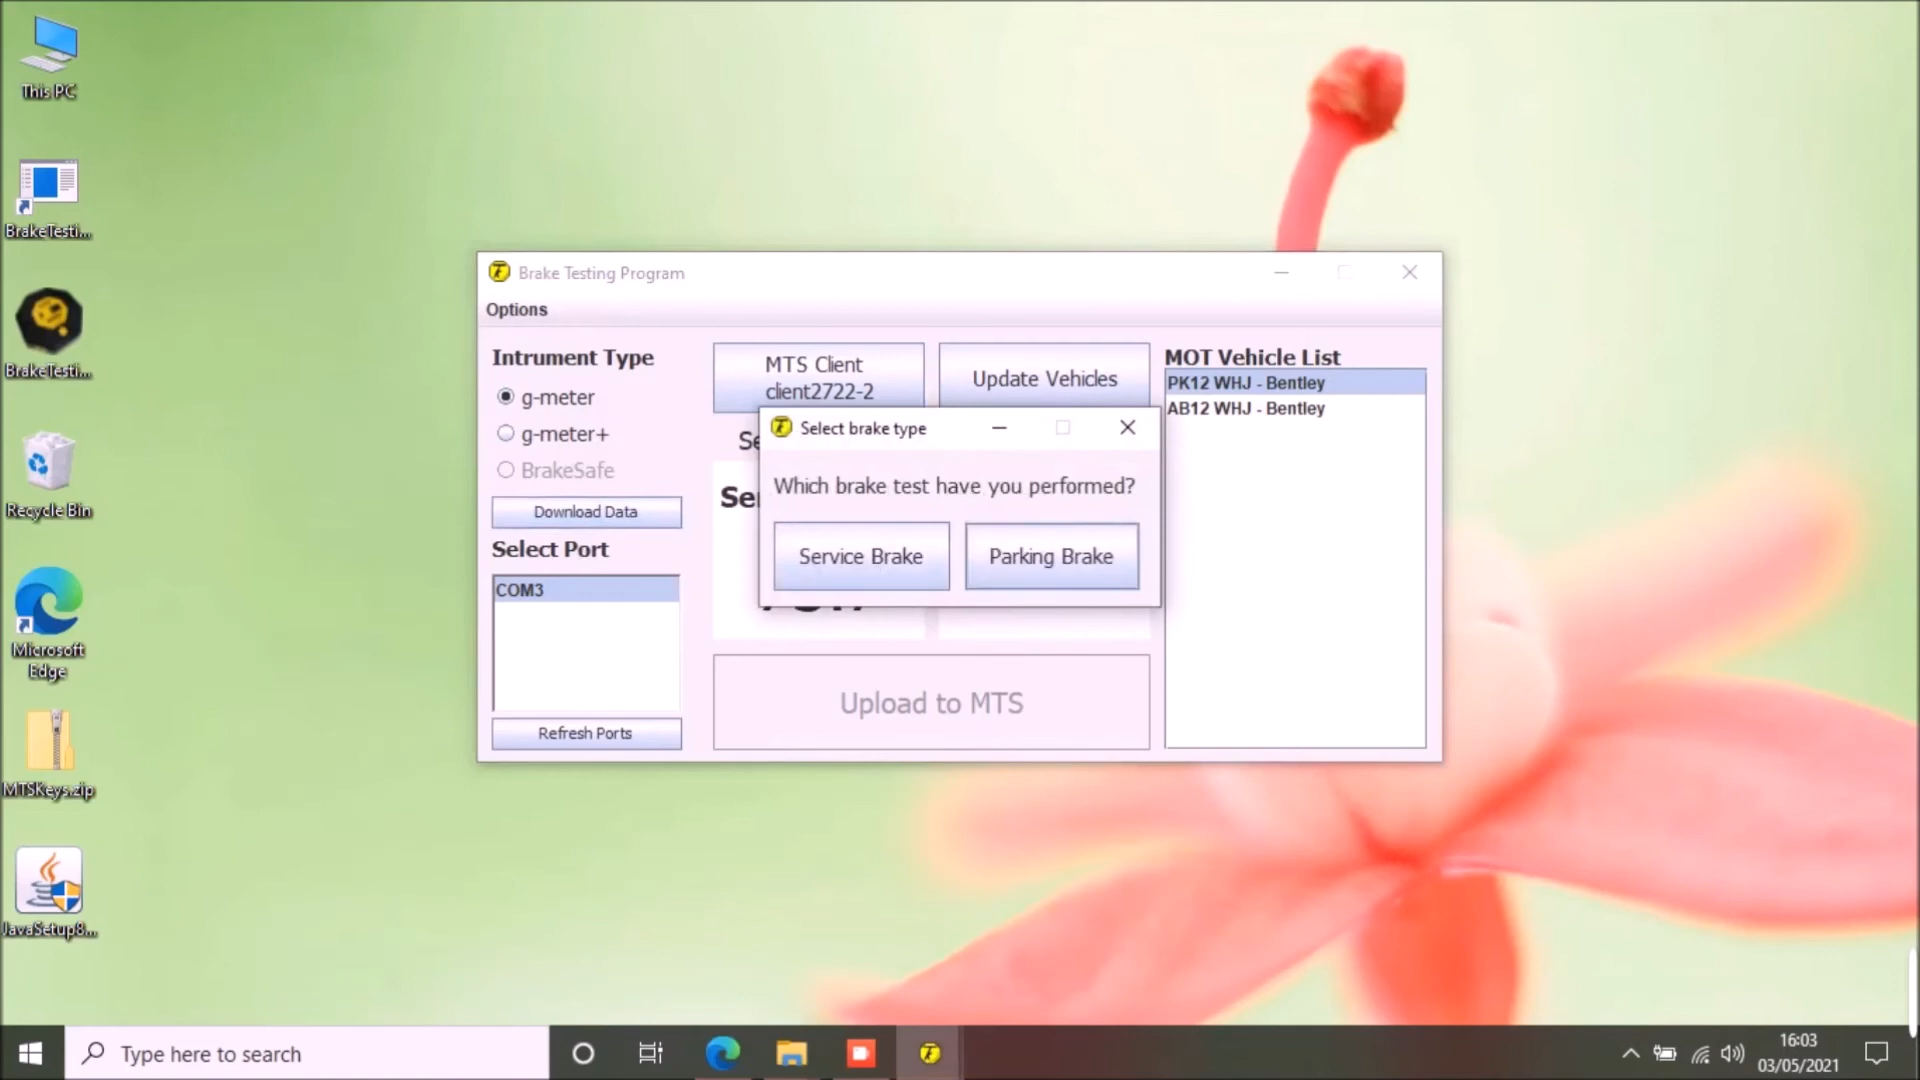 This PC
BrakeTesti...
BrakeTesti...
Recycle Bin
Microsoft
Edge
MTSKeys.zip
JavaSetup8...
Brake Testing Program
Options
Intrument Type
g-meter
g-meter+
BrakeSafe
Download Data
Select Port
COM3
Refresh Ports
MTS Client
client2722-2
Update Vehicles
Se
Ser
Upload to MTS
MOT Vehicle List
PK12 WHJ - Bentley
AB12 WHJ - Bentley
Select brake type
Which brake test have you performed?
Service Brake
Parking Brake
Type here to search
16:03
03/05/2021